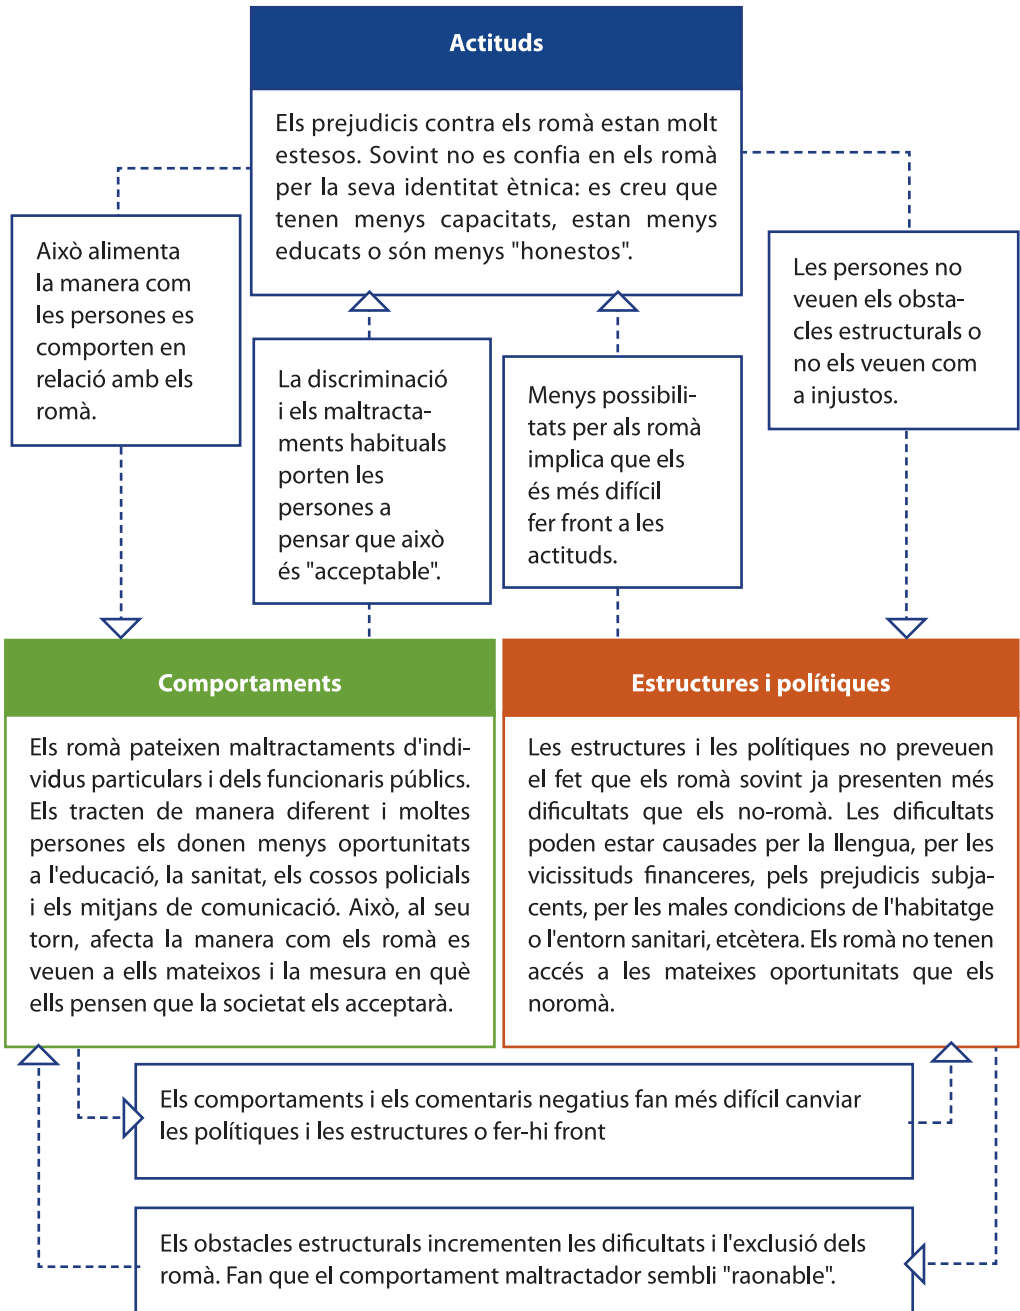 Actituds
Els prejudicis contra els romà estan molt
estesos. Sovint no es confia en els romà
per la seva identitat ètnica: es creu que
tenen menys capacitats, estan menys
educats o són menys "honestos".
Això alimenta
la manera com
les persones es
comporten en
relació amb els
romà.
La discriminació
i els maltracta-
ments habituals
porten les
persones a
pensar que això
és "acceptable".
Menys possibili-
tats per als romà
implica que els
és més difícil
fer front a les
actituds.
Les persones no
veuen els obsta-
cles estructurals o
no els veuen com
a injustos.
Comportaments
Els romà pateixen maltractaments d'indi-
vidus particulars i dels funcionaris públics.
Els tracten de manera diferent i moltes
persones els donen menys oportunitats
a l'educació, la sanitat, els cossos policials
i els mitjans de comunicació. Això, al seu
torn, afecta la manera com els romà es
veuen a ells mateixos i la mesura en què
ells pensen que la societat els acceptarà.
Estructures i polítiques
Les estructures i les polítiques no preveuen
el fet que els romà sovint ja presenten més
dificultats que els no-romà. Les dificultats
poden estar causades per la llengua, per les
vicissituds financeres, pels prejudicis subja-
cents, per les males condicions de l'habitatge
o l'entorn sanitari, etcètera. Els romà no tenen
accés a les mateixes oportunitats que els
noromà.
Els comportaments i els comentaris negatius fan més difícil canviar
les polítiques i les estructures o fer-hi front
Els obstacles estructurals incrementen les dificultats i l'exclusió dels
romà. Fan que el comportament maltractador sembli "raonable".